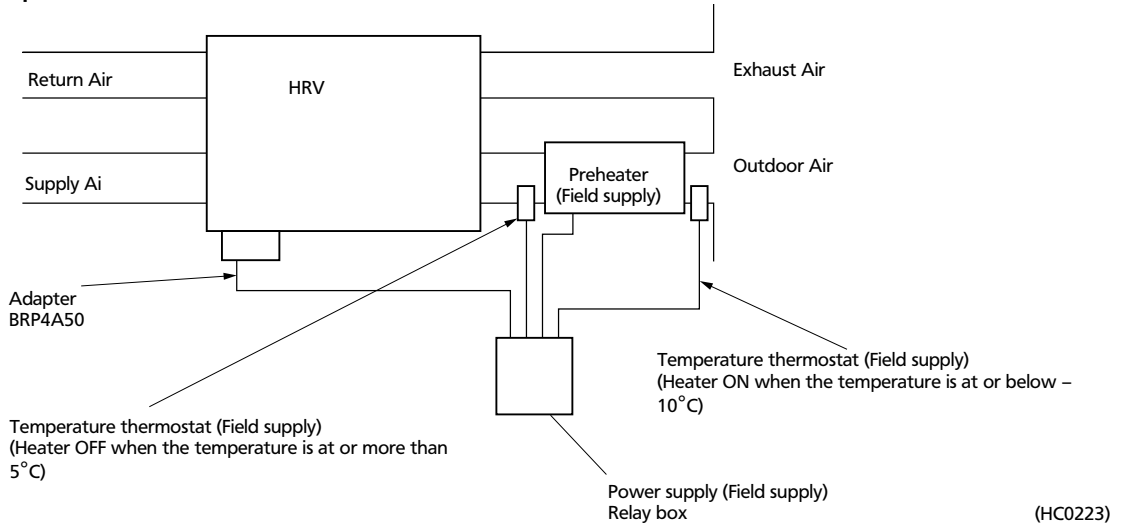 Return Air
HRV
Exhaust Air
Supply Ai
Preheater
(Field supply)
Outdoor Air
Adapter
BRP4A50
Temperature thermostat (Field supply)
(Heater ON when the temperature is at or below –
10°C)
Temperature thermostat (Field supply)
(Heater OFF when the temperature is at or more than
5°C)
Power supply (Field supply)
Relay box
(HC0223)